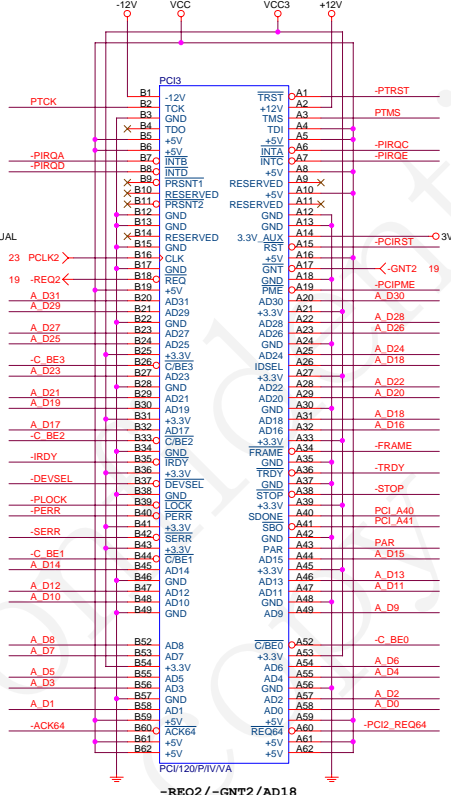 -12V VCC VCC3 +12V
PCI3
B1 -12V TRST A1 -PTRST
PTCK B2 TCK +12V A2
B3 GND TMS A3 PTMS
B4 TDO TDI A4
B5 +5V +5V A5
B6 +5V INTA A6 -PIRQC
-PIRQA B7 INTB INTC A7 -PIRQE
-PIRQD B8 INTD +5V A8
B9 PRSNT1 RESERVED A9
B10 RESERVED +5V A10
B11 PRSNT2 RESERVED A11
B12 GND GND A12
B13 GND GND A13
UAL B14 RESERVED 3.3V_AUX A14 3V
B15 GND RST A15 -PCIRST
23 PCLK2 B16 CLK +5V A16
B17 GND GNT A17 -GNT2 19
19 -REQ2 B18 REQ GND A18
B19 +5V PME A19 -PCIPME
A_D31 B20 AD31 AD30 A20 A_D30
A_D29 B21 AD29 +3.3V A21
B22 GND AD28 A22 A_D28
A_D27 B23 AD27 AD26 A23 A_D26
A_D25 B24 AD25 GND A24
B25 +3.3V AD24 A25 A_D24
-C_BE3 B26 C/BE3 IDSEL A26 A_D18
A_D23 B27 AD23 +3.3V A27
B28 GND AD22 A28 A_D22
A_D21 B29 AD21 AD20 A29 A_D20
A_D19 B30 AD19 GND A30
B31 +3.3V AD18 A31 A_D18
A_D17 B32 AD17 AD16 A32 A_D16
-C_BE2 B33 C/BE2 +3.3V A33
B34 GND FRAME A34 -FRAME
-IRDY B35 IRDY GND A35
B36 +3.3V TRDY A36 -TRDY
-DEVSEL B37 DEVSEL GND A37
B38 GND STOP A38 -STOP
-PLOCK B39 LOCK +3.3V A39
-PERR B40 PERR SDONE A40 PCI_A40
B41 +3.3V SBO A41 PCI_A41
-SERR B42 SERR GND A42
B43 +3.3V PAR A43 PAR
-C_BE1 B44 C/BE1 AD15 A44 A_D15
A_D14 B45 AD14 +3.3V A45
B46 GND AD13 A46 A_D13
A_D12 B47 AD12 AD11 A47 A_D11
A_D10 B48 AD10 GND A48
B49 GND AD9 A49 A_D9
A_D8 B52 AD8 C/BE0 A52 -C_BE0
A_D7 B53 AD7 +3.3V A53
B54 +3.3V AD6 A54 A_D6
A_D5 B55 AD5 AD4 A55 A_D4
A_D3 B56 AD3 GND A56
B57 GND AD2 A57 A_D2
A_D1 B58 AD1 AD0 A58 A_D0
B59 +5V +5V A59
-ACK64 B60 ACK64 REQ64 A60 -PCI2_REQ64
B61 +5V +5V A61
B62 +5V +5V A62
PCI/120/P/IV/VA
-REQ2/-GNT2/AD18